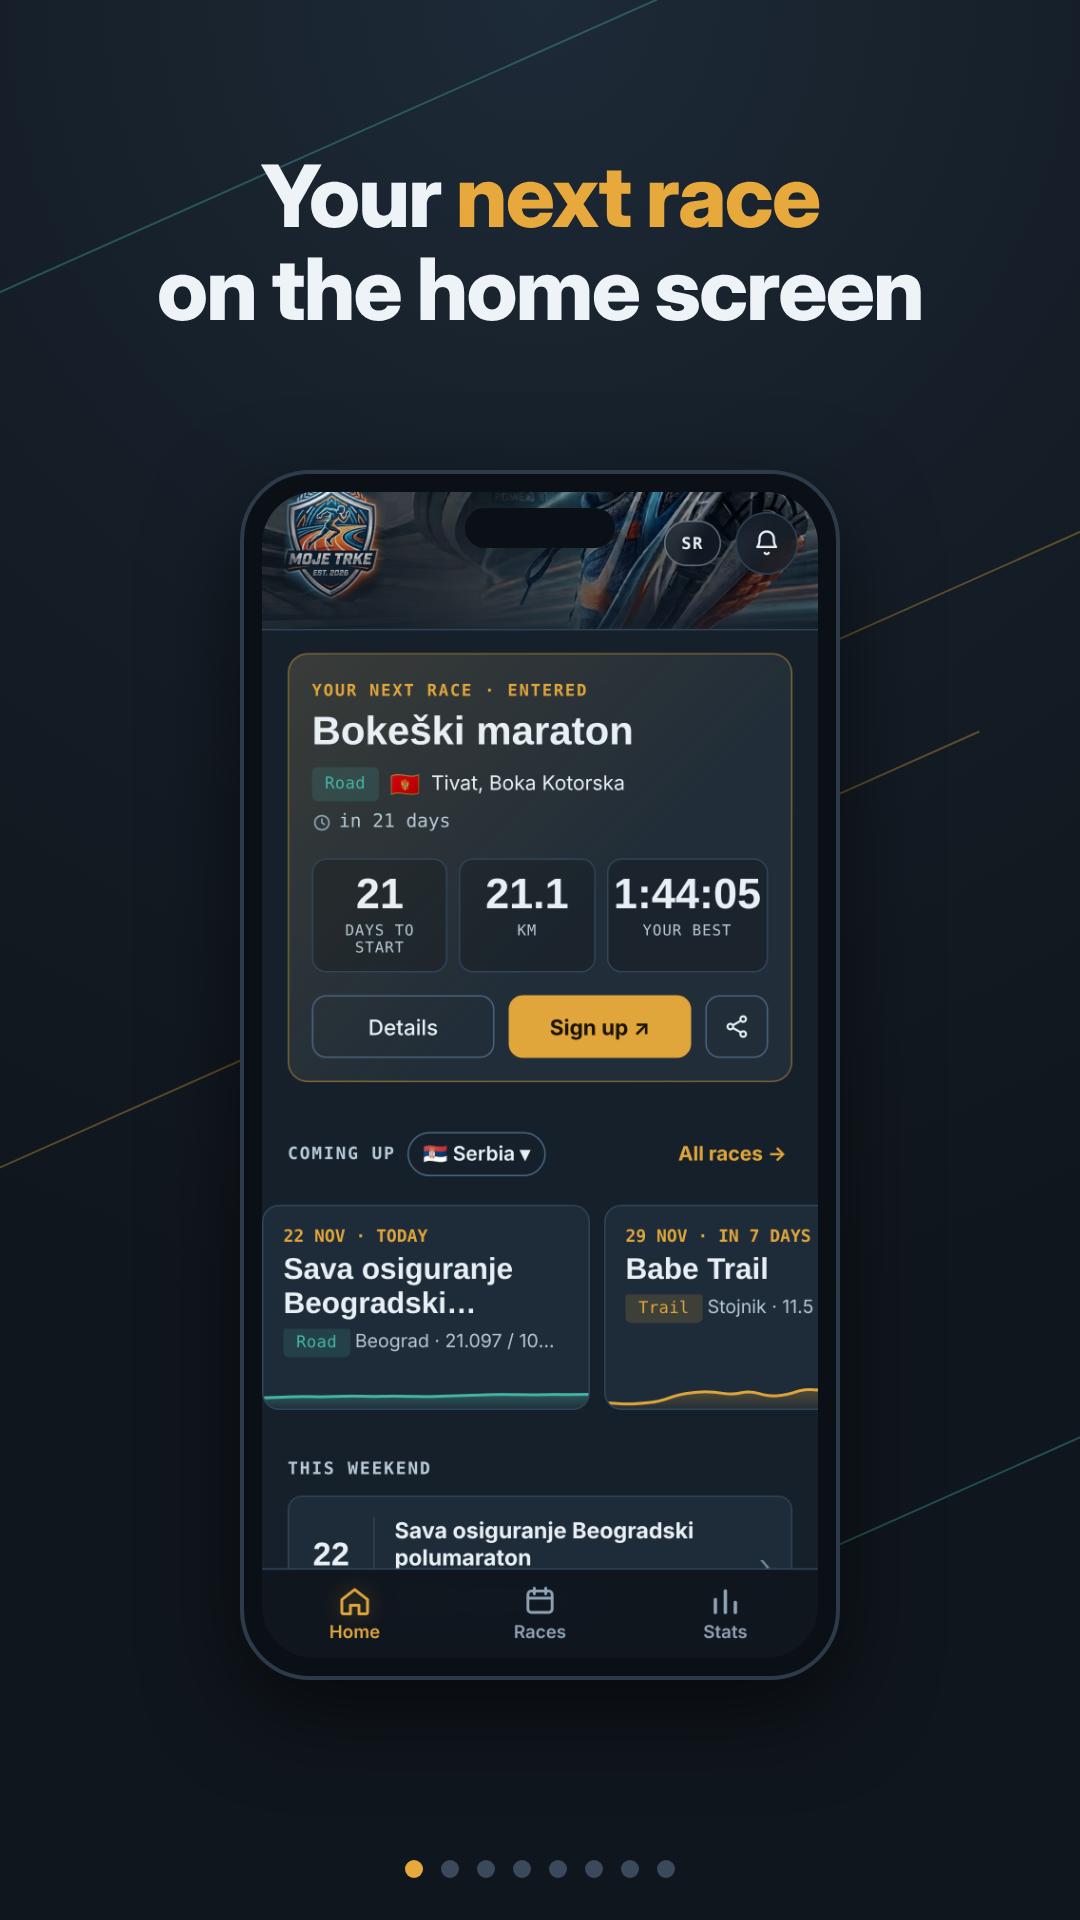 Your next race
on the home screen
MOJE TRKE
EST. 2026
SR
YOUR NEXT RACE · ENTERED
Bokeški maraton
Road Tivat, Boka Kotorska
in 21 days
21 21.1 1:44:05
DAYS TO START KM YOUR BEST
Details Sign up ↗
COMING UP Serbia ▾ All races →
22 NOV · TODAY
Sava osiguranje
Beogradski...
Road Beograd · 21.097 / 10...
29 NOV · IN 7 DAYS
Babe Trail
Trail Stojnik · 11.5
THIS WEEKEND
22
Sava osiguranje Beogradski
polumaraton
Home Races Stats